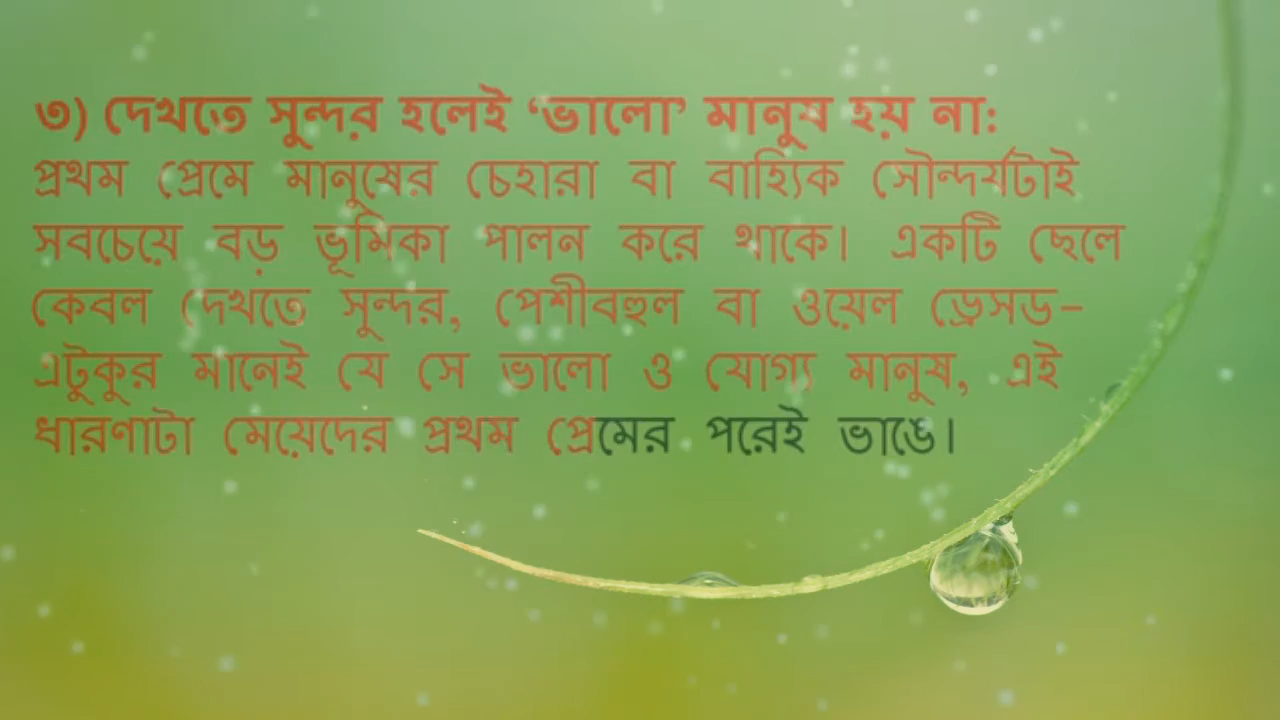 ৩) দেখতে সুন্দর হলেই ‘ভালো’ মানুষ হয় না:
প্রথম প্রেমে মানুষের চেহারা বা বাহ্যিক সৌন্দর্যটাই
সবচেয়ে বড় ভূমিকা পালন করে থাকে। একটি ছেলে
কেবল দেখতে সুন্দর, পেশীবহুল বা ওয়েল ড্রেসড–
এটুকুর মানেই যে সে ভালো ও যোগ্য মানুষ, এই
ধারণাটা মেয়েদের প্রথম প্রেমের পরেই ভাঙে।